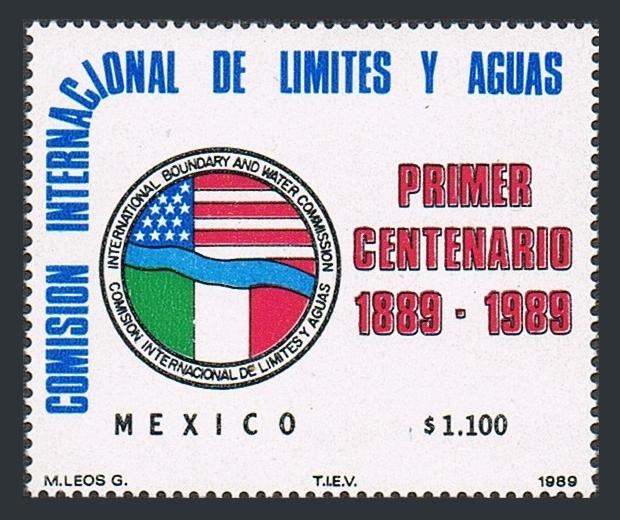 COMISION INTERNACIONAL DE LIMITES Y AGUAS
INTERNATIONAL BOUNDARY AND WATER COMMISSION
COMISION INTERNACIONAL DE LIMITES Y AGUAS
PRIMER
CENTENARIO
1889 - 1989
MEXICO
$1.100
M.LEOS G.
T.I.E.V.
1989